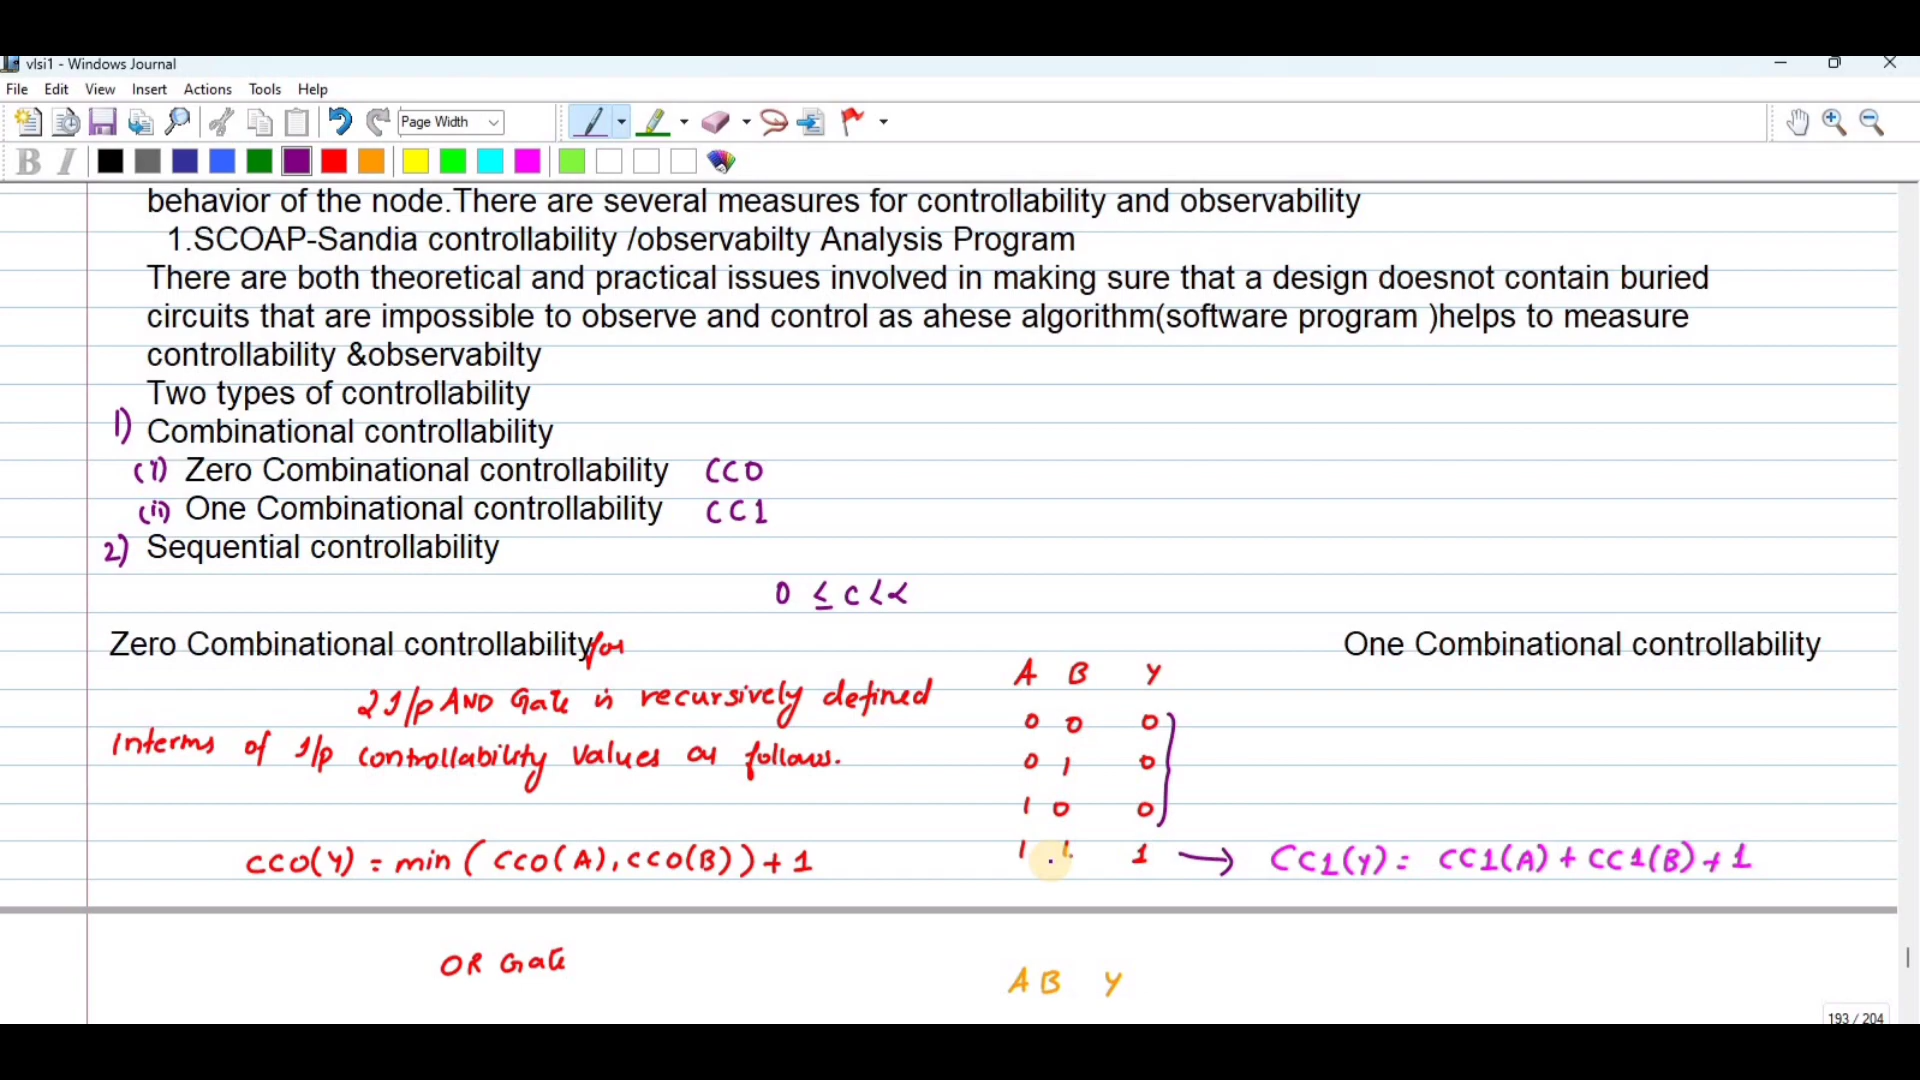 vlsi1 - Windows Journal
File Edit View Insert Actions Tools Help
Page Width
B I
behavior of the node.There are several measures for controllability and observability
1.SCOAP-Sandia controllability /observabilty Analysis Program
There are both theoretical and practical issues involved in making sure that a design doesnot contain buried
circuits that are impossible to observe and control as ahese algorithm(software program )helps to measure
controllability &observabilty
Two types of controllability
1) Combinational controllability
(i) Zero Combinational controllability CC0
(ii) One Combinational controllability CC1
2) Sequential controllability
0 ≤ c < ∝
Zero Combinational controllability for
One Combinational controllability
2 I/p AND Gate is recursively defined
interms of I/p controllability values as follows.
A B Y
0 0 0
0 1 0
1 0 0
1 1 1 → CC1(Y) = CC1(A) + CC1(B) + 1
CC0(Y) = min ( CC0(A), CC0(B) ) + 1
OR Gate
A B Y
193 / 204